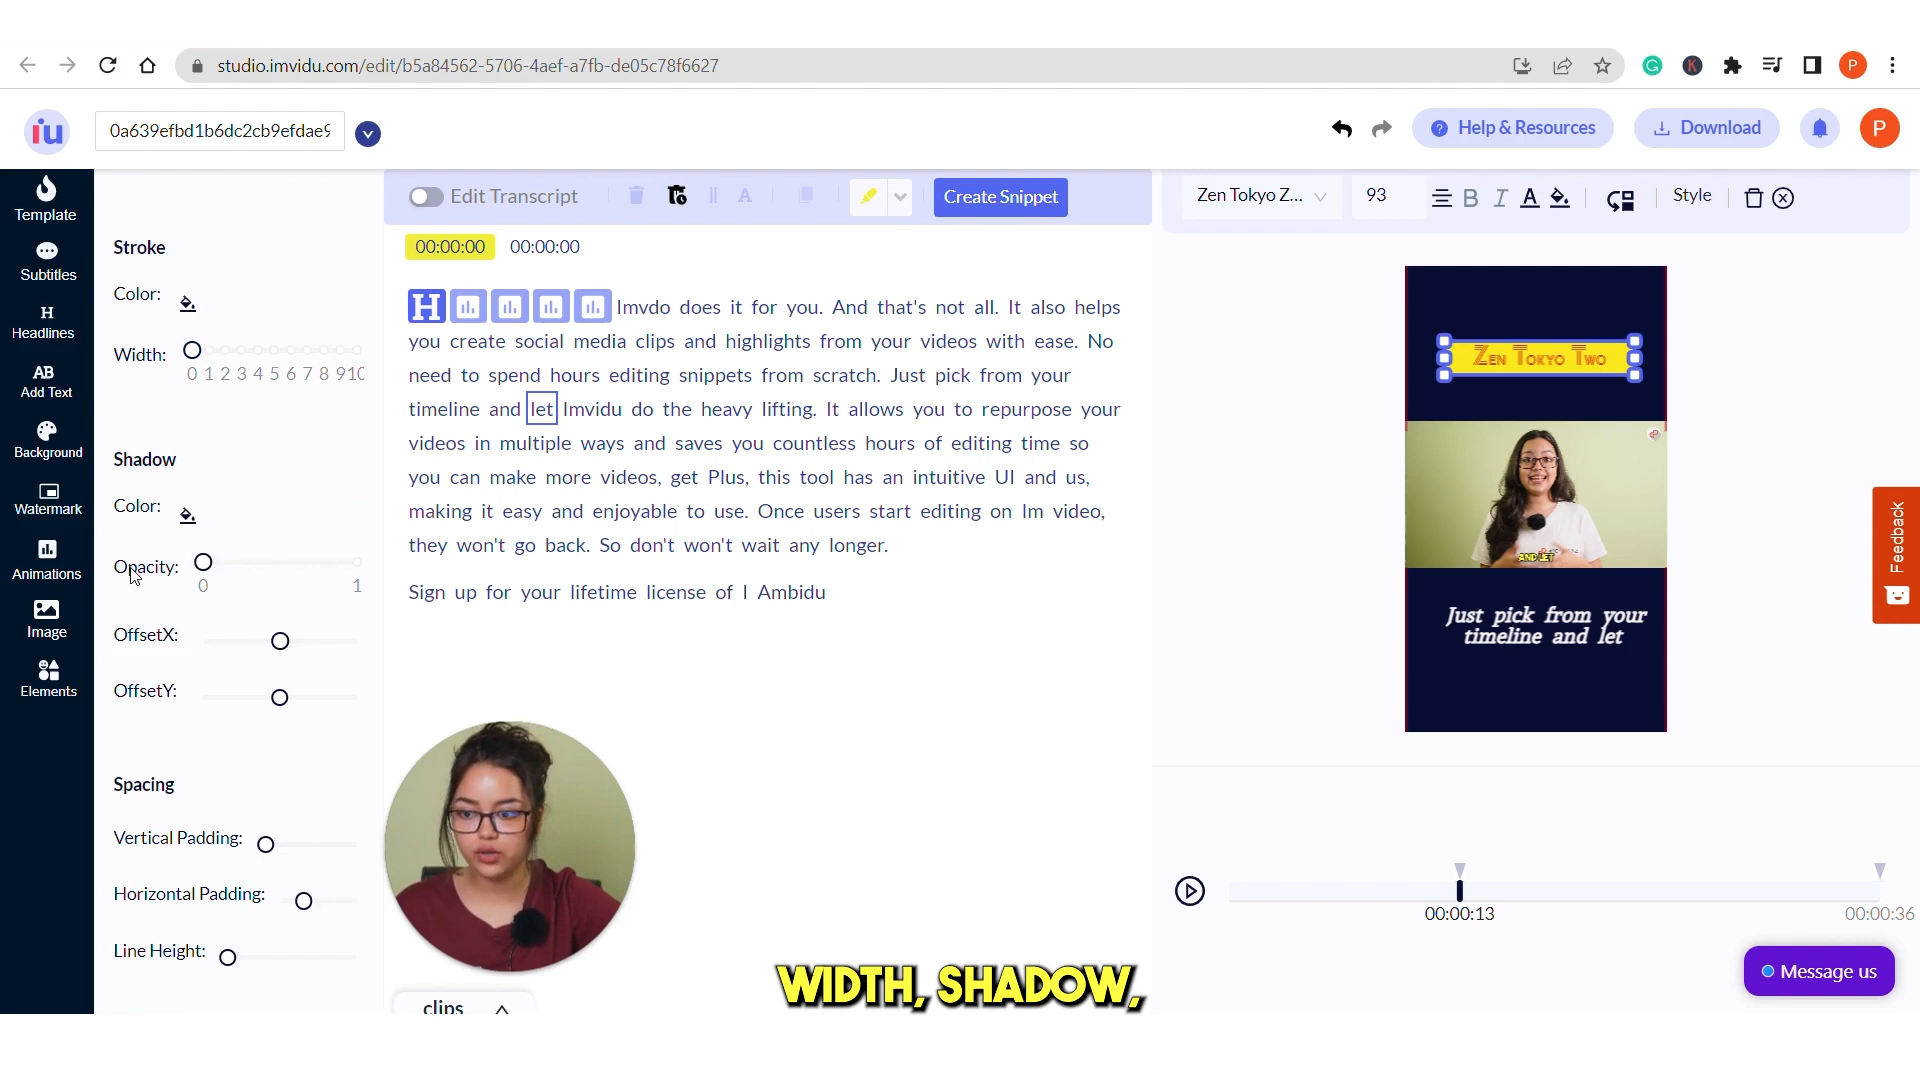 studio.imvidu.com/edit/b5a84562-5706-4aef-a7fb-de05c78f6627
P
iu
0a639efbd1b6dc2cb9efdae9
Help & Resources
Download
P
Template
Subtitles
H
Headlines
AB
Add Text
Background
Watermark
Animations
Image
Elements
Stroke
Color:
Width:
0 1 2 3 4 5 6 7 8 9 10
Shadow
Color:
Opacity:
0 1
OffsetX:
OffsetY:
Spacing
Vertical Padding:
Horizontal Padding:
Line Height:
Edit Transcript
A
Create Snippet
00:00:00 00:00:00
H Imvdo does it for you. And that's not all. It also helps
you create social media clips and highlights from your videos with ease. No
need to spend hours editing snippets from scratch. Just pick from your
timeline and let Imvidu do the heavy lifting. It allows you to repurpose your
videos in multiple ways and saves you countless hours of editing time so
you can make more videos, get Plus, this tool has an intuitive UI and us,
making it easy and enjoyable to use. Once users start editing on Im video,
they won't go back. So don't won't wait any longer.
Sign up for your lifetime license of I Ambidu
clips
Zen Tokyo Z... 93 B I A Style
Zen Tokyo Two
AND LET
Just pick from your
timeline and let
00:00:13
00:00:36
Feedback
Message us
WIDTH, SHADOW,